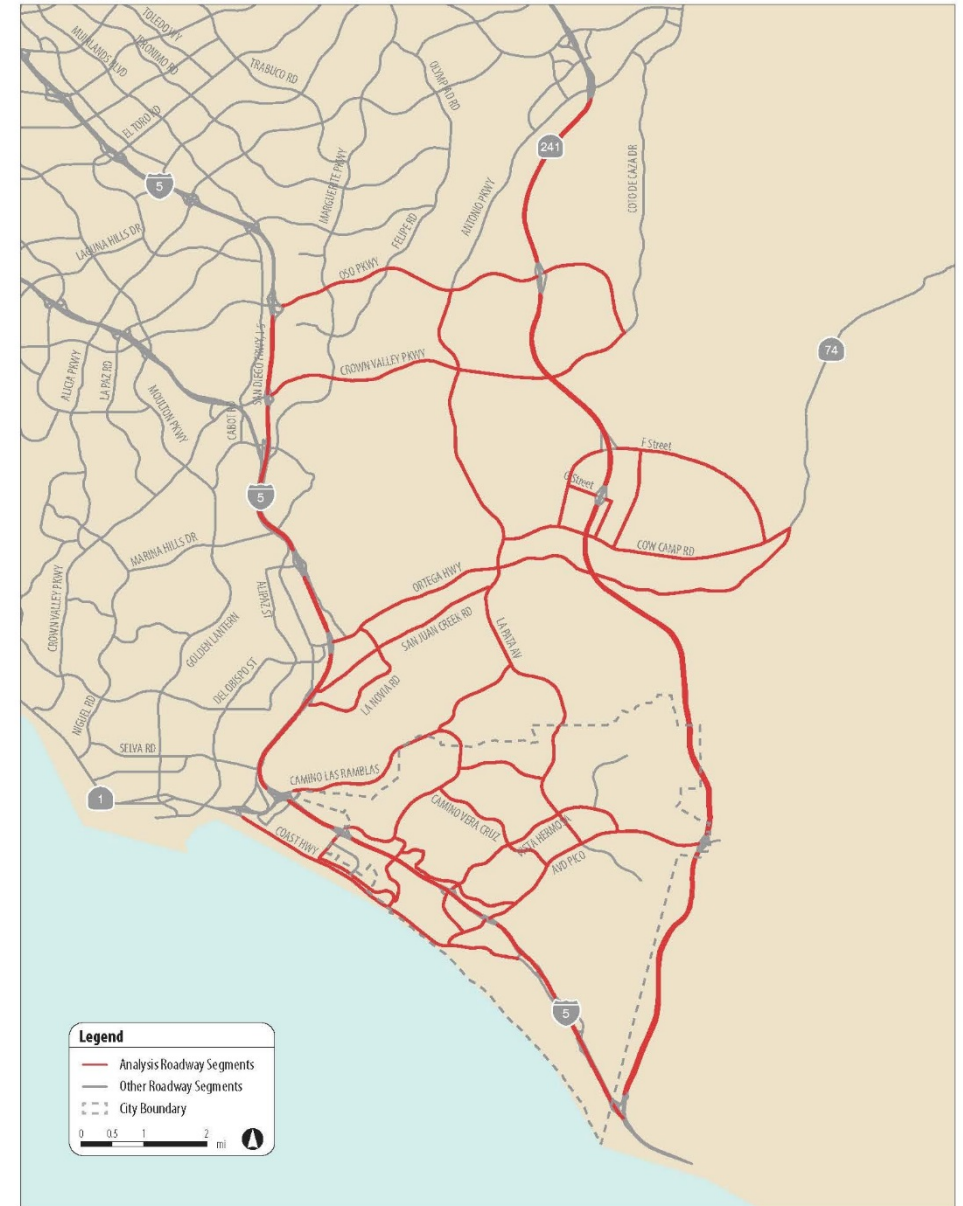 TOLEDO WY
MUIRLANDS BLVD
JERONIMO RD
TRABUCO RD
OLYMPIAD RD
EL TORO RD
241
5
MARGUERITE PKWY
ANTONIO PKWY
COTO DE CAZA DR
FELIPE RD
LAGUNA HILLS DR
OSO PKWY
SAN DIEGO FWY, I-5
74
CROWN VALLEY PKWY
ALICIA PKWY
LA PAZ RD
MOULTON PKWY
CABOT RD
F Street
G Street
5
COW CAMP RD
MARINA HILLS DR
ORTEGA HWY
CROWN VALLEY PKWY
ALIPAZ ST
SAN JUAN CREEK RD
LA PATA AV
GOLDEN LANTERN
DEL OBISPO ST
LA NOVIA RD
NIGUEL RD
SELVA RD
CAMINO LAS RAMBLAS
1
CAMINO VERA CRUZ
VISTA HERMOSA
COAST HWY
AVD PICO
5
Legend
Analysis Roadway Segments
Other Roadway Segments
City Boundary
0 0.5 1 2
mi